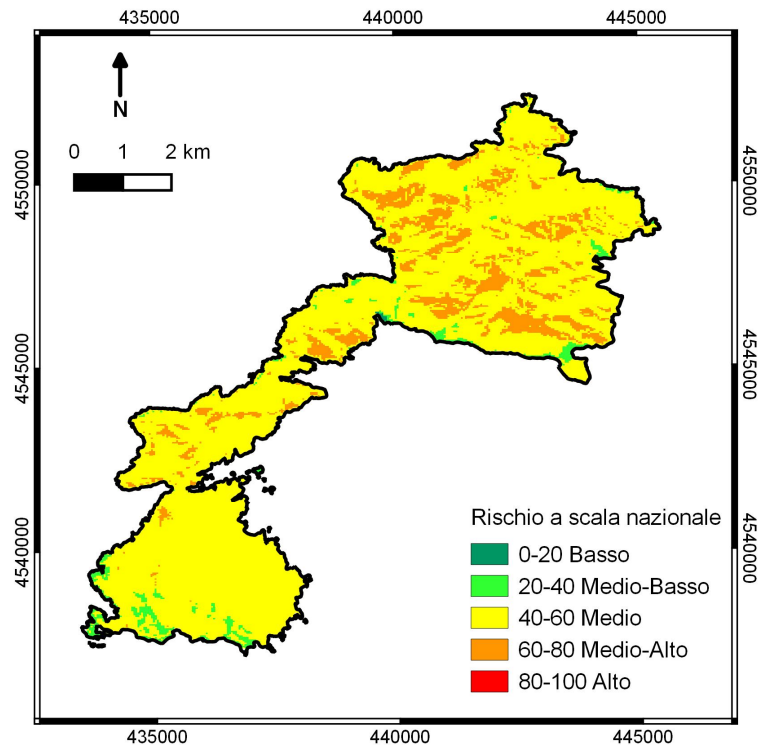 435000 440000 445000
N
0 1 2 km
4550000
4545000
4540000
4550000
4545000
4540000
Rischio a scala nazionale
0-20 Basso
20-40 Medio-Basso
40-60 Medio
60-80 Medio-Alto
80-100 Alto
435000 440000 445000